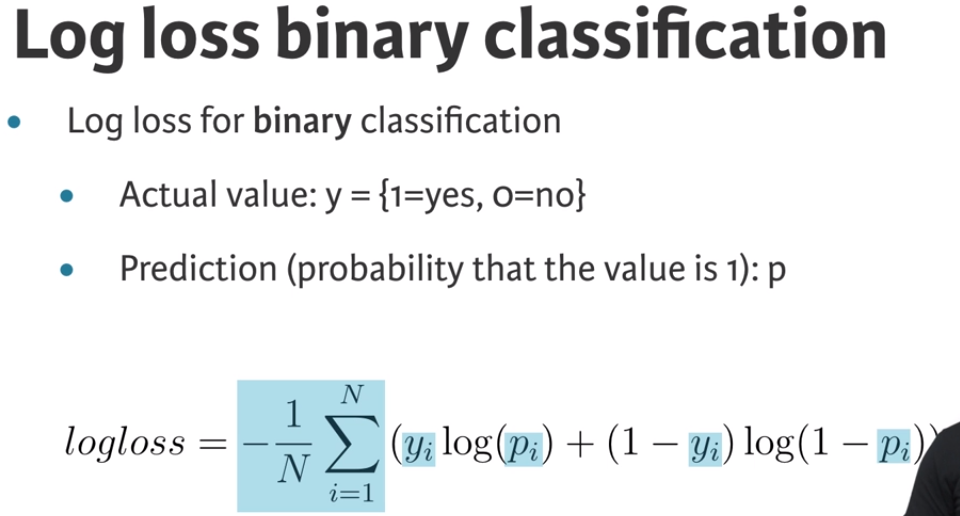 Log loss binary classification
Log loss for binary classification
Actual value: y = {1=yes, 0=no}
Prediction (probability that the value is 1): p
logloss = −\frac{1}{N} \sum_{i=1}^{N} (y_i log(p_i) + (1 − y_i) log(1 − p_i))